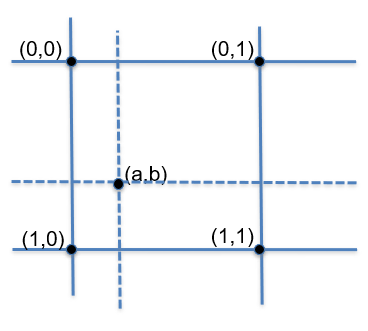 (0,0)
(0,1)
(a,b)
(1,0)
(1,1)